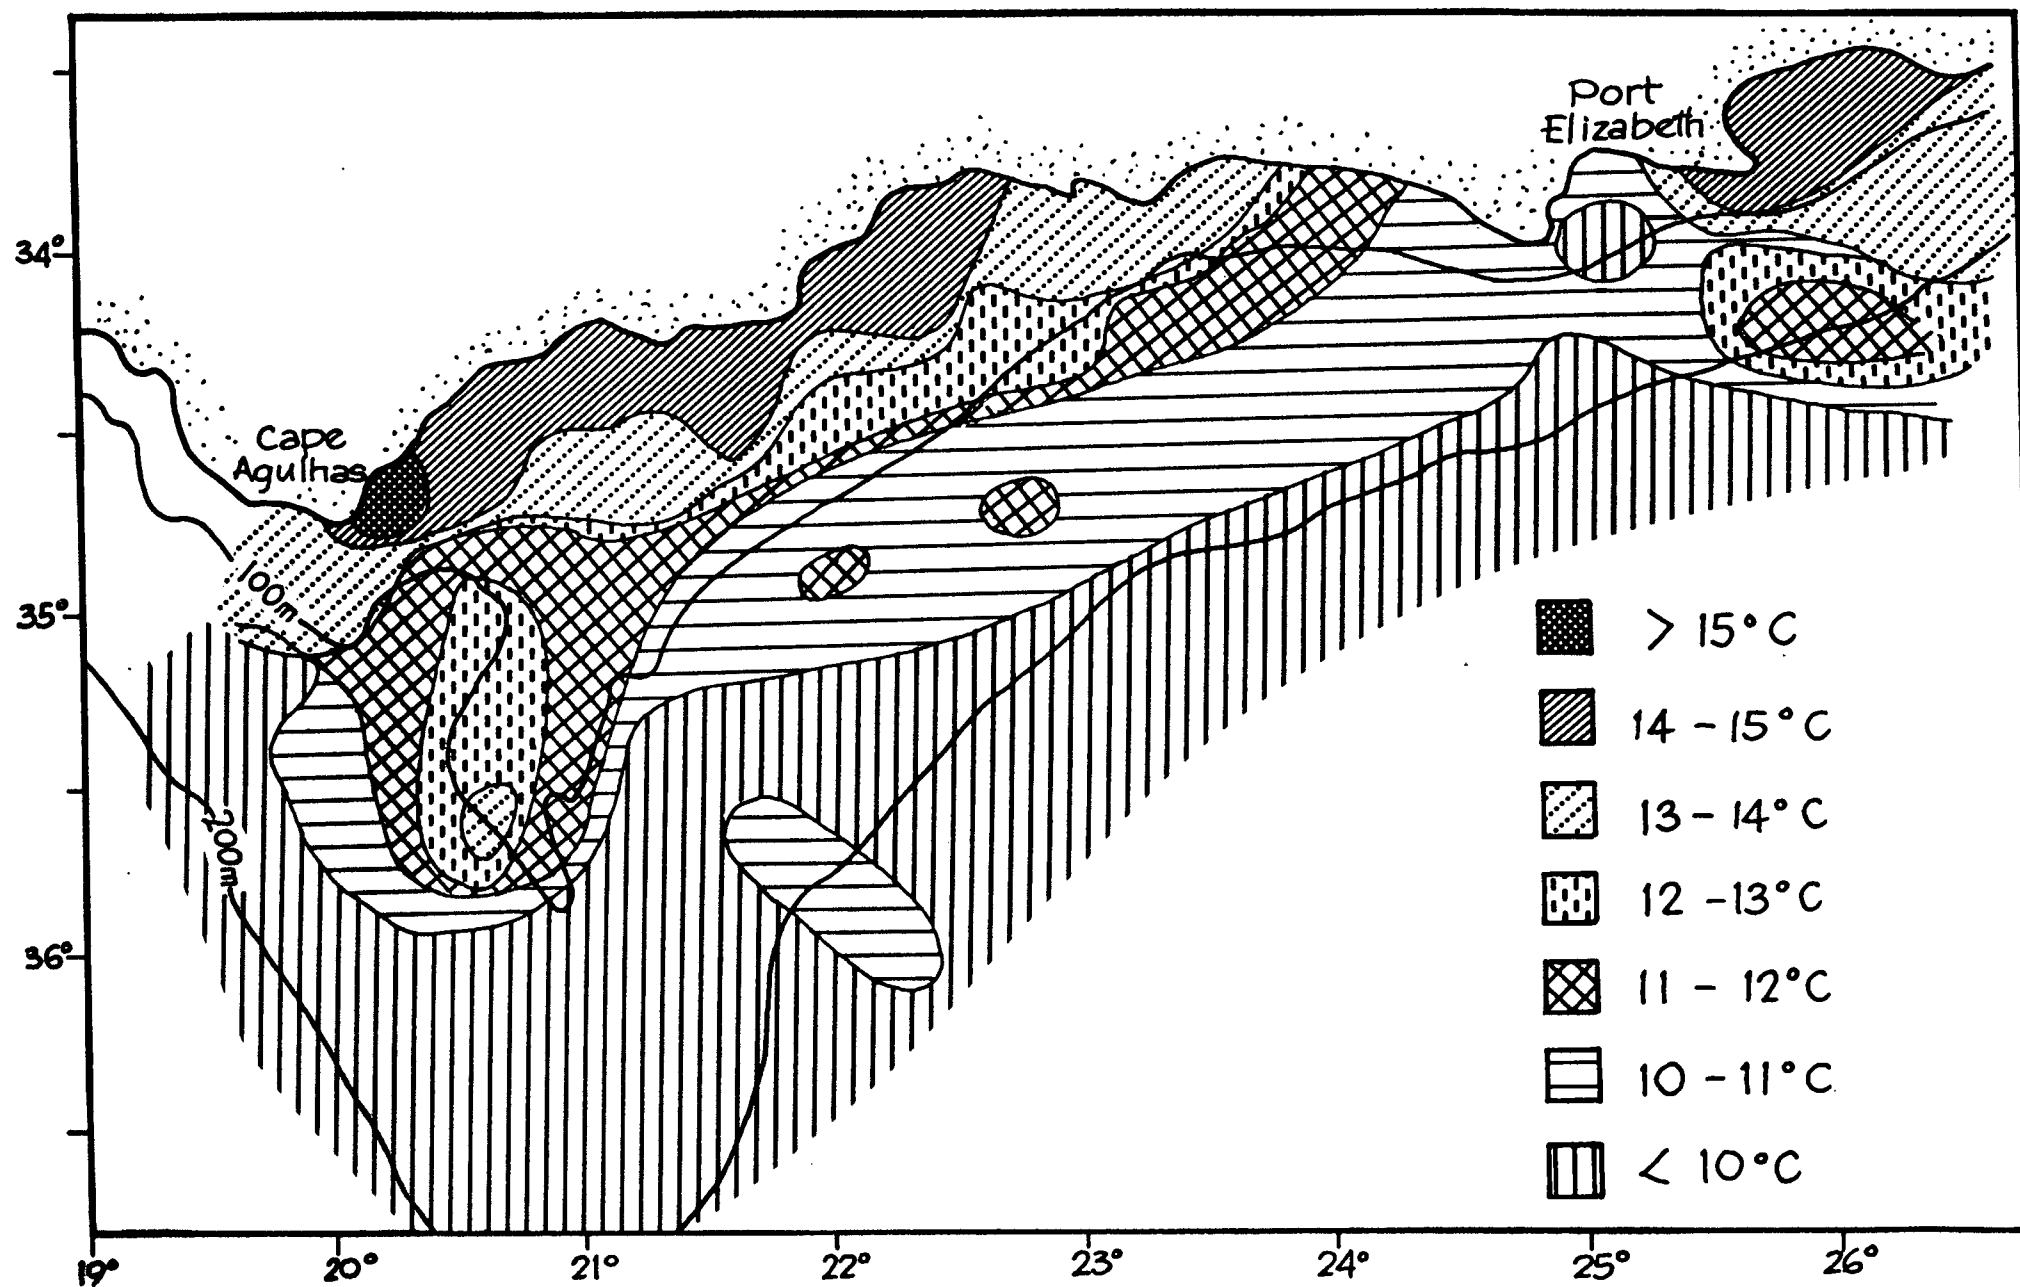 Port
Elizabeth
34°
Cape
Agulhas
100m
35°
> 15°C
14 - 15°C
13 - 14°C
200m
12 - 13°C
36°
11 - 12°C
10 - 11°C
< 10°C
19° 20° 21° 22° 23° 24° 25° 26°